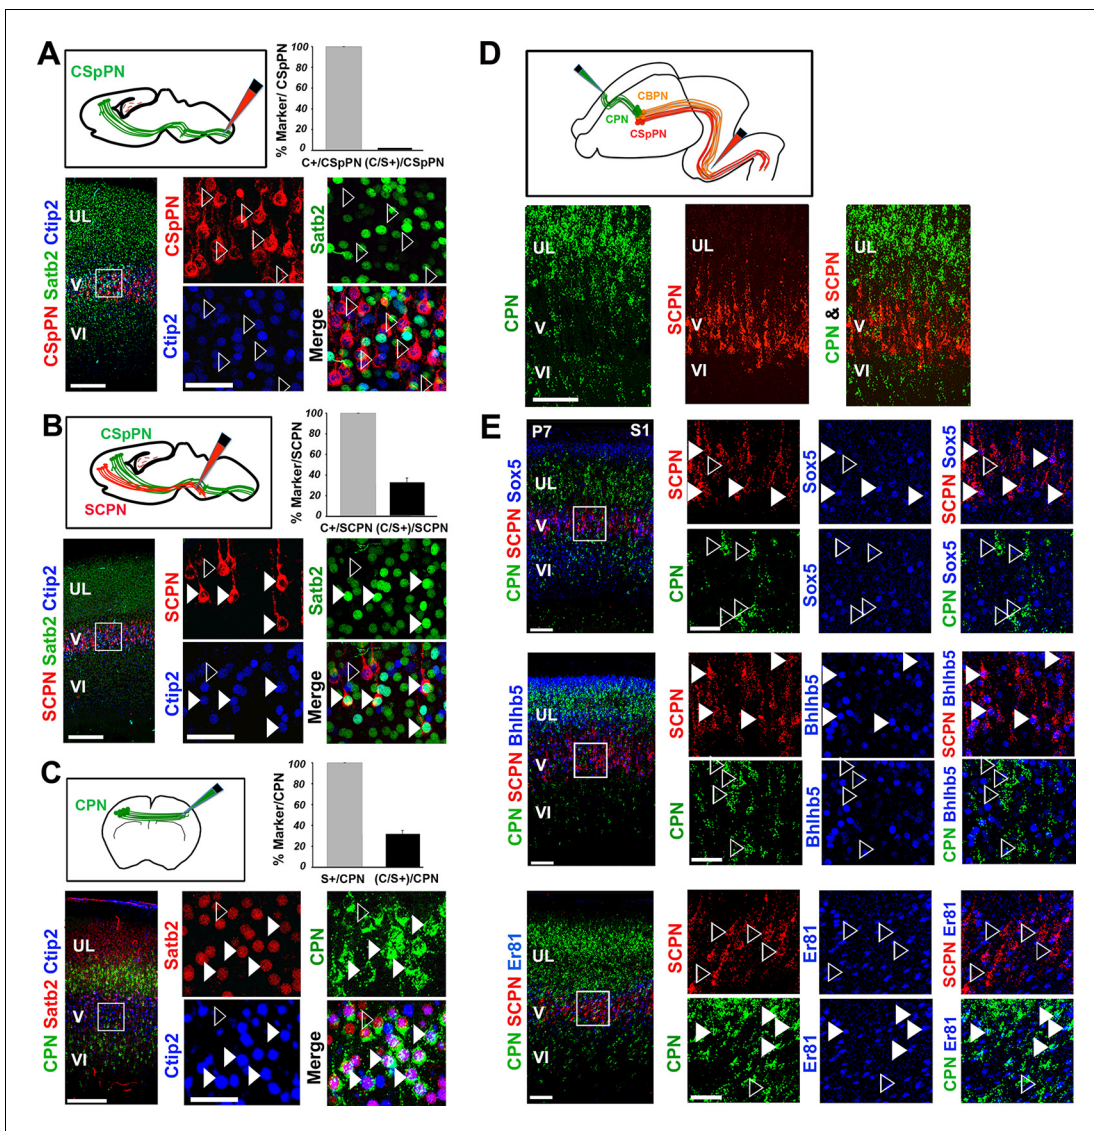 A
CSpPN
% Marker/ CSpPN
100
80
60
40
20
0
C+/CSpPN (C/S+)/CSpPN
CSpPN Satb2 Ctip2
UL
V
VI
CSpPN
Satb2
Ctip2
Merge
B
CSpPN
SCPN
% Marker/SCPN
100
80
60
40
20
0
C+/SCPN (C/S+)/SCPN
SCPN Satb2 Ctip2
UL
V
VI
SCPN
Satb2
Ctip2
Merge
C
CPN
% Marker/CPN
100
80
60
40
20
0
S+/CPN (C/S+)/CPN
CPN Satb2 Ctip2
UL
V
VI
Satb2
CPN
Ctip2
Merge
D
CBPN
CPN
CSpPN
CPN
UL
V
VI
SCPN
UL
V
VI
CPN & SCPN
UL
V
VI
E
P7 S1
CPN SCPN Sox5
UL
V
VI
SCPN
Sox5
SCPN Sox5
CPN
Sox5
CPN Sox5
CPN SCPN Bhlhb5
UL
V
VI
SCPN
Bhlhb5
SCPN Bhlhb5
CPN
Bhlhb5
CPN Bhlhb5
CPN SCPN Er81
UL
V
VI
SCPN
Er81
SCPN Er81
CPN
Er81
CPN Er81